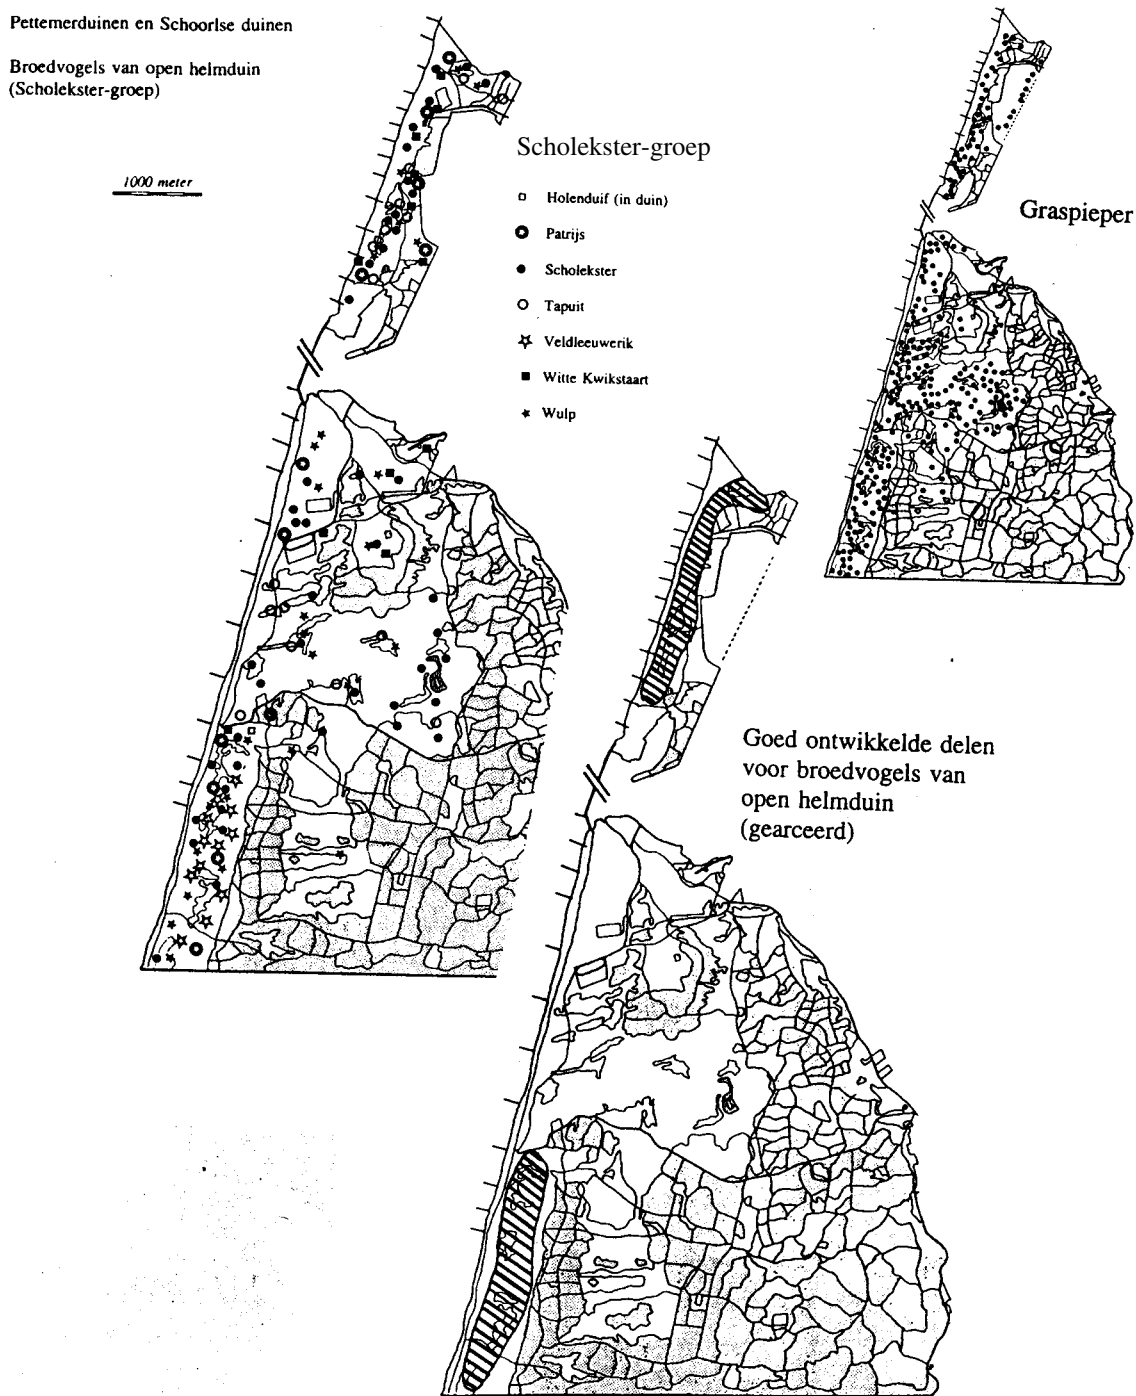 Pettemerduinen en Schoorlse duinen
Broedvogels van open helmduin
(Scholekster-groep)
1000 meter
Scholekster-groep
Holenduif (in duin)
Patrijs
Scholekster
Tapuit
Veldleeuwerik
Witte Kwikstaart
Wulp
Graspieper
Goed ontwikkelde delen
voor broedvogels van
open helmduin
(gearceerd)